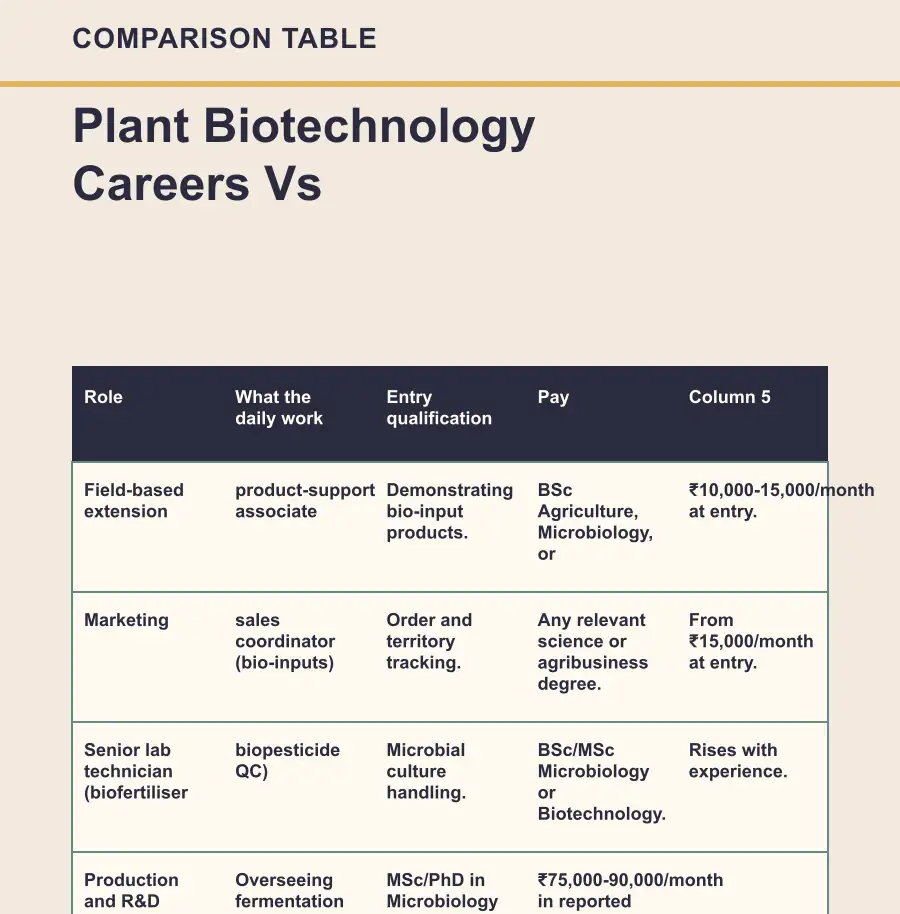 COMPARISON TABLE
Plant Biotechnology
Careers Vs
Role
What the
daily work
Entry
qualification
Pay
Column 5
Field-based
extension
product-support
associate
Demonstrating
bio-input
products.
BSc
Agriculture,
Microbiology,
or
₹10,000-15,000/month
at entry.
Marketing
sales
coordinator
(bio-inputs)
Order and
territory
tracking.
Any relevant
science or
agribusiness
degree.
From
₹15,000/month
at entry.
Senior lab
technician
(biofertiliser
biopesticide
QC)
Microbial
culture
handling.
BSc/MSc
Microbiology
or
Biotechnology.
Rises with
experience.
Production
and R&D
Overseeing
fermentation
MSc/PhD in
Microbiology
₹75,000-90,000/month
in reported